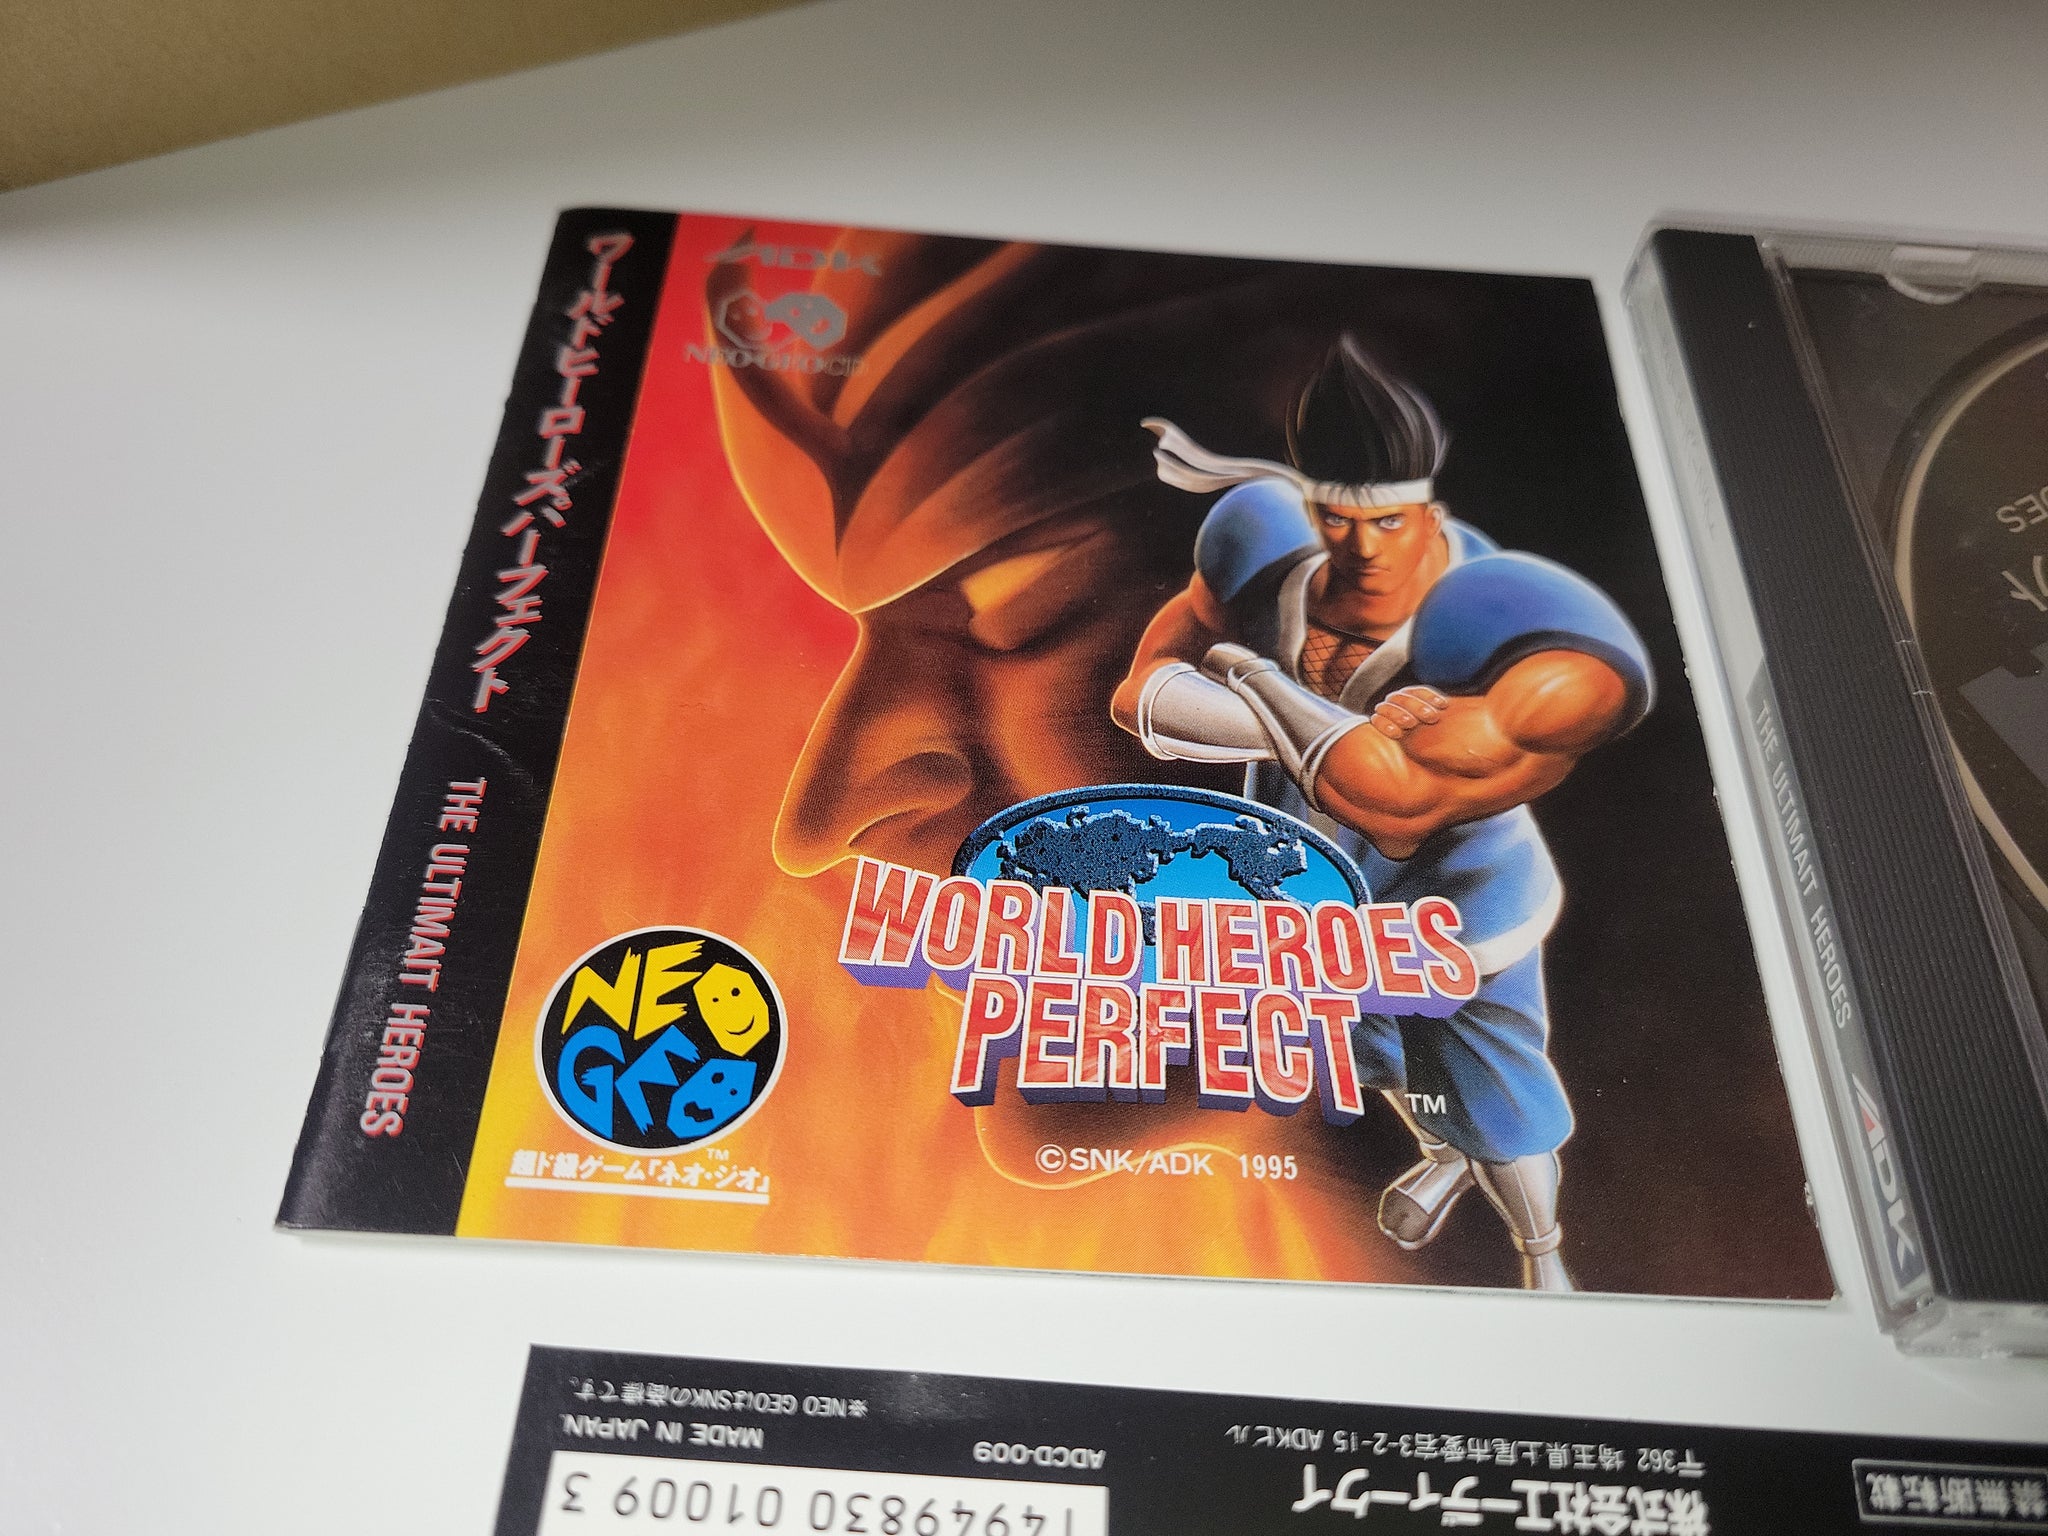 ワールドヒーローズパーフェクト THE ULTIMAIT HEROES
ADK
NEO•GEO CD
WORLD HEROES
PERFECT
TM
NEO
GEO
TM
超ド級ゲーム『ネオ・ジオ』
©SNK/ADK 1995
THE ULTIMAIT HEROES
ADK
※NEO GEOはSNKの商標です。
MADE IN JAPAN
ADCD-009
〒362 埼玉県上尾市愛宕3-2-15 ADKビル
株式会社エーディーケイ
禁無断転載
1494983001009 3